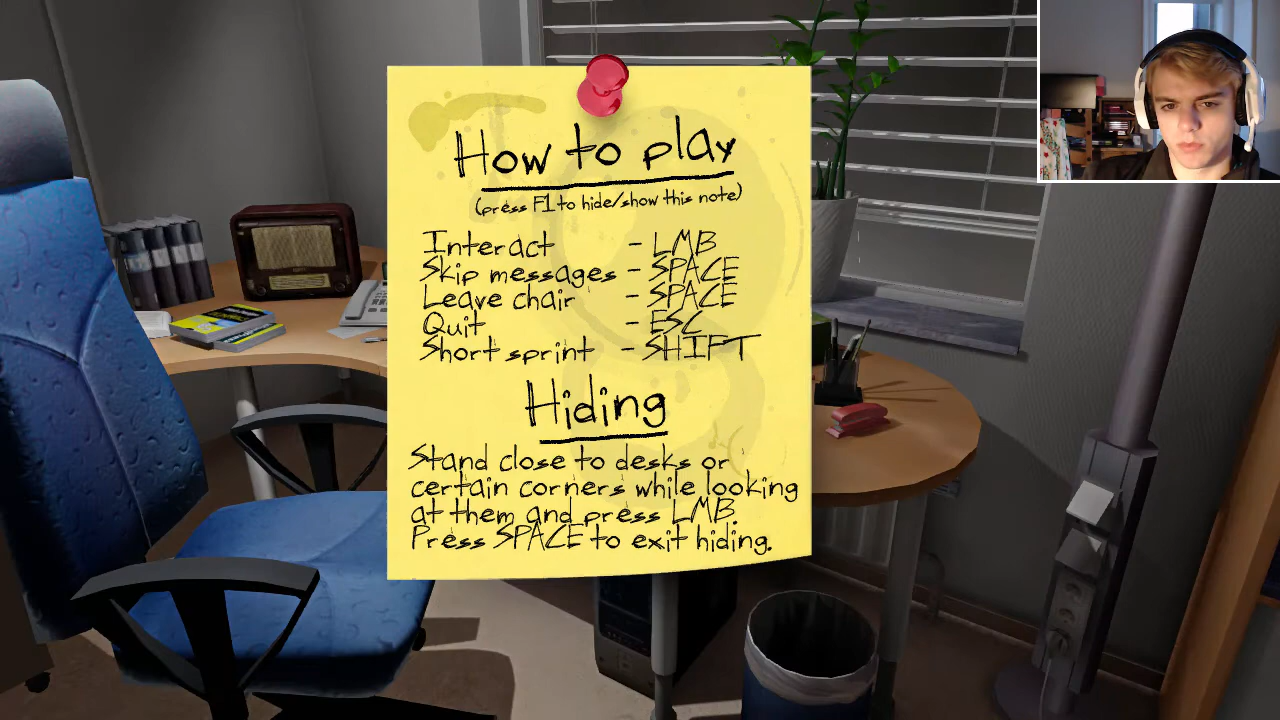 How to play
(press F1 to hide/show this note)
Interact - LMB
Skip messages - SPACE
Leave chair - SPACE
Quit - ESC
Short sprint - SHIFT
Hiding
Stand close to desks or
certain corners while looking
at them and press LMB.
Press SPACE to exit hiding.